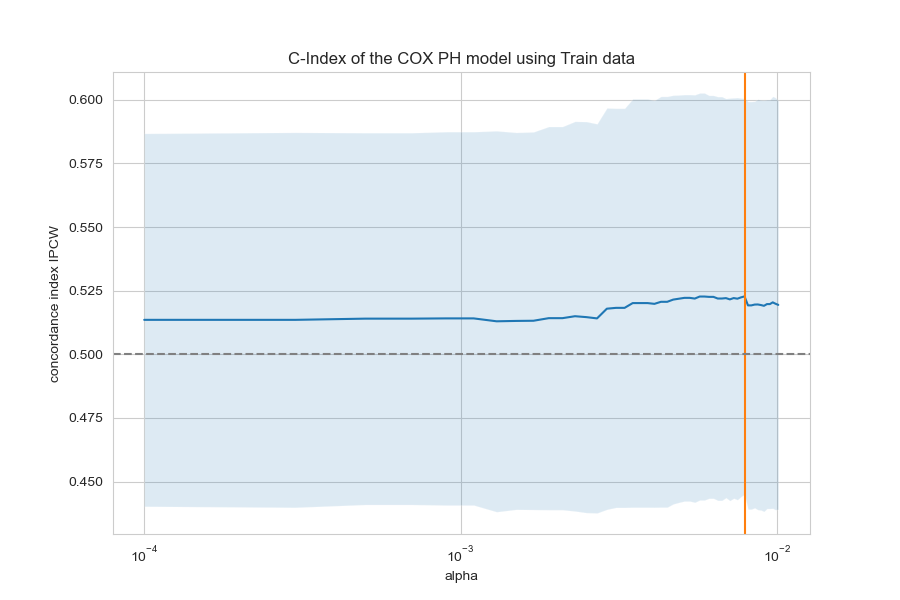 C-Index of the COX PH model using Train data
concordance index IPCW
0.600
0.575
0.550
0.525
0.500
0.475
0.450
10⁻⁴ 10⁻³ 10⁻²
alpha